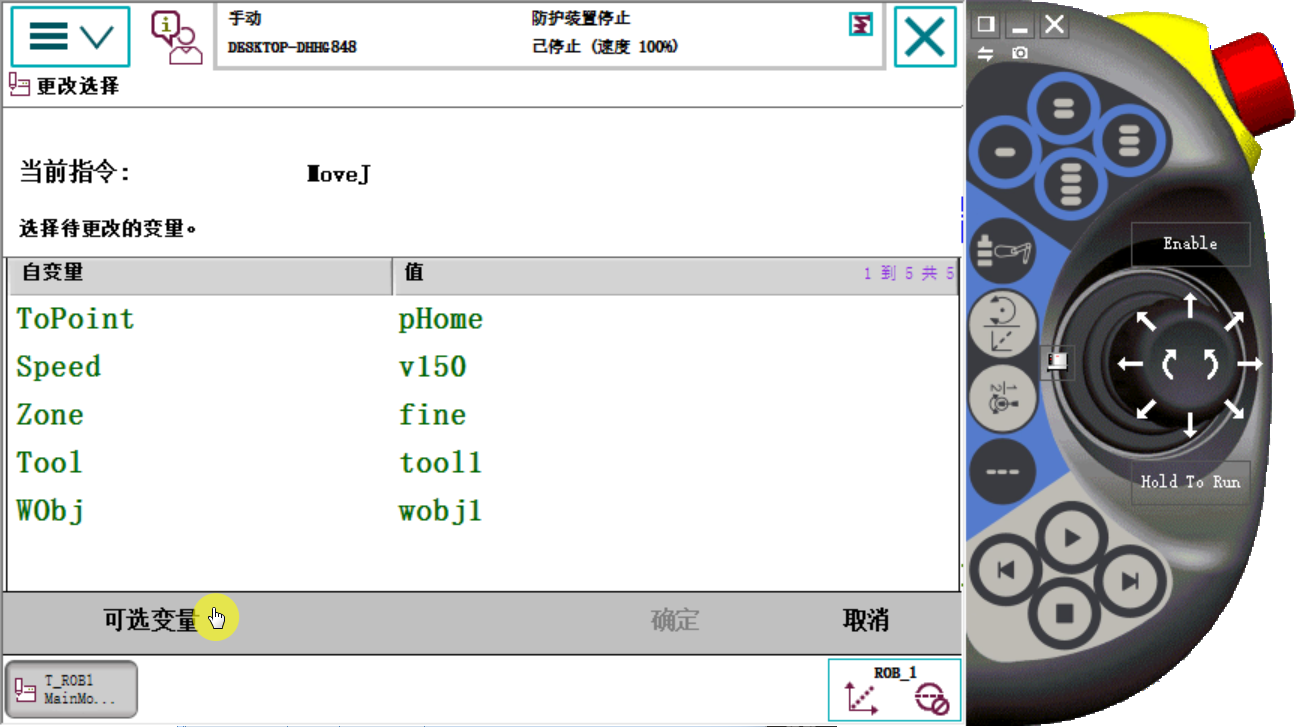 手动
防护装置停止
DESKTOP-DHHG848
已停止 (速度 100%)
更改选择
当前指令:
MoveJ
选择待更改的变量。
自变量
值
1 到 5 共 5
ToPoint
pHome
Speed
v150
Zone
fine
Tool
tool1
WObj
wobj1
可选变量
确定
取消
T_ROB1
MainMo...
ROB_1
Enable
Hold To Run